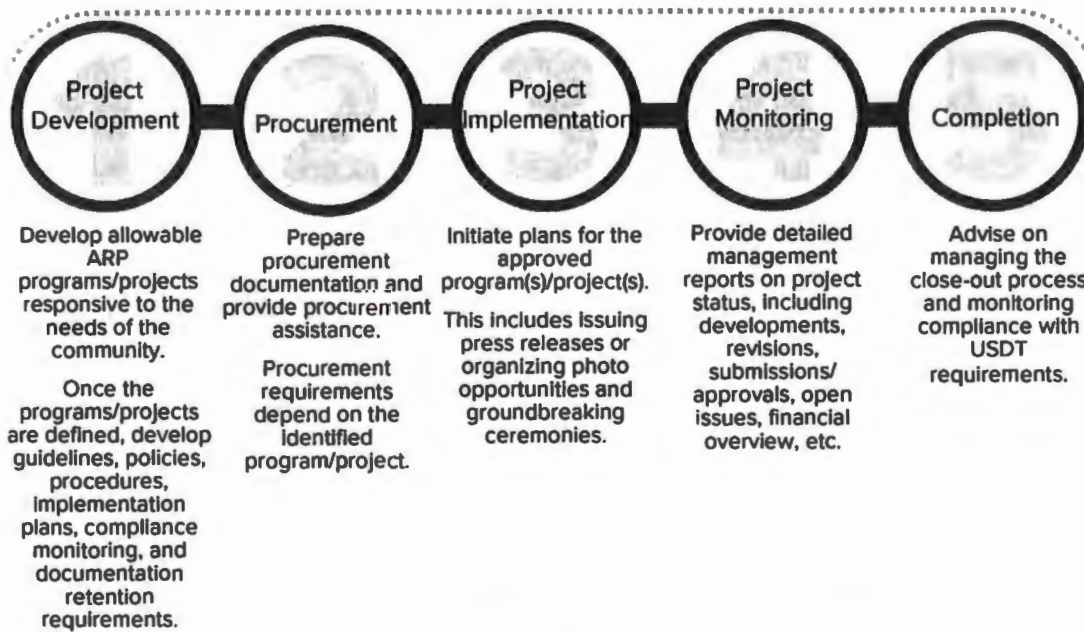 1
Project
Development
2
Procurement
3
Project
Implementation
4
Project
Monitoring
5
Completion
Develop allowable
ARP
programs/projects
responsive to the
needs of the
community.
Once the
programs/projects
are defined, develop
guidelines, policies,
procedures,
implementation
plans, compliance
monitoring, and
documentation
retention
requirements.
Prepare
procurement
documentation and
provide procurement
assistance.
Procurement
requirements
depend on the
identified
program/project.
Initiate plans for the
approved
program(s)/project(s).
This includes issuing
press releases or
organizing photo
opportunities and
groundbreaking
ceremonies.
Provide detailed
management
reports on project
status, including
developments,
revisions,
submissions/
approvals, open
issues, financial
overview, etc.
Advise on
managing the
close-out process
and monitoring
compliance with
USDT
requirements.